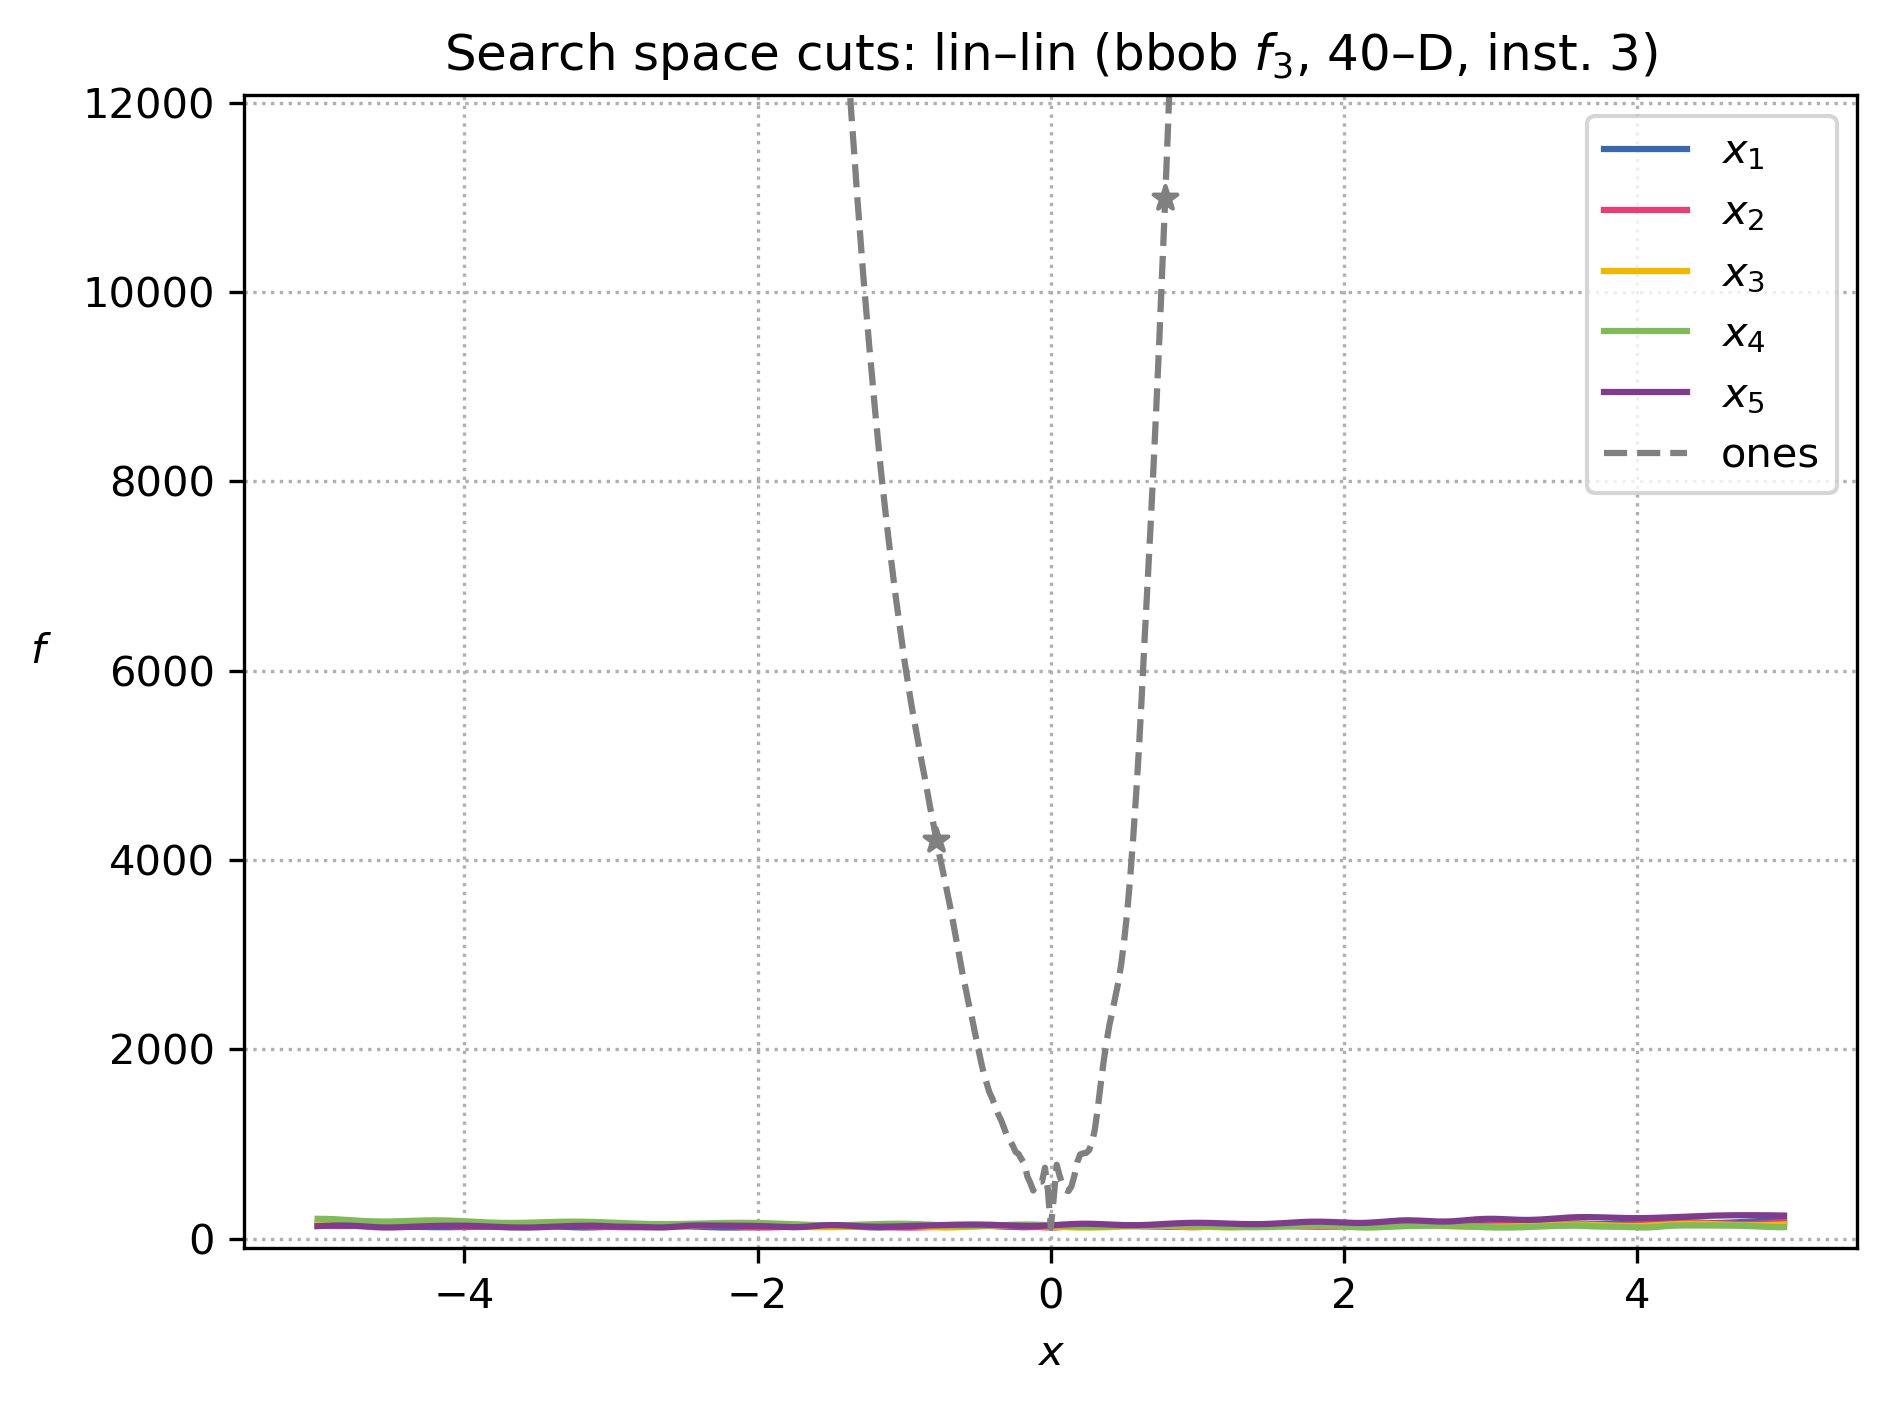 Search space cuts: lin–lin (bbob f₃, 40–D, inst. 3)
12000
10000
8000
6000
4000
2000
0
f
−4
−2
0
2
4
x
x₁
x₂
x₃
x₄
x₅
ones